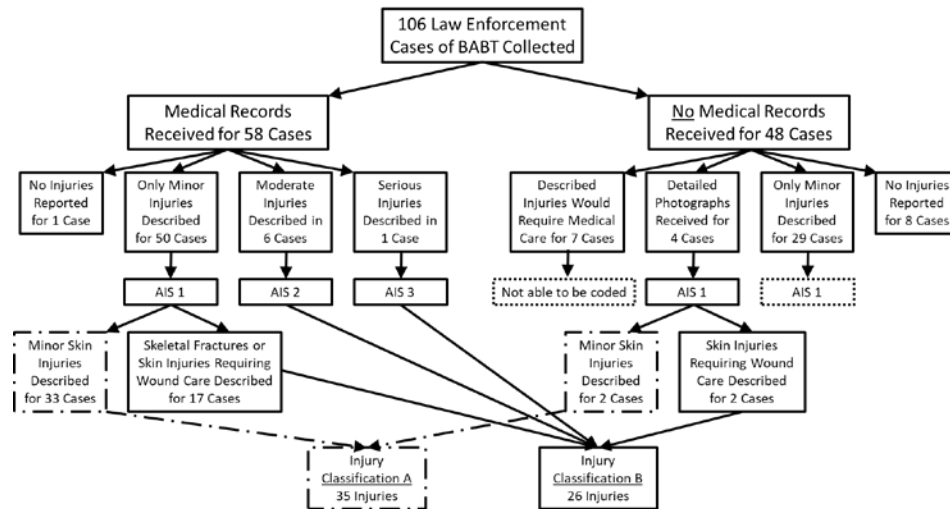 106 Law Enforcement
Cases of BABT Collected
Medical Records
Received for 58 Cases
No Medical Records
Received for 48 Cases
No Injuries
Reported
for 1 Case
Only Minor
Injuries
Described
for 50 Cases
Moderate
Injuries
Described in
6 Cases
Serious
Injuries
Described in
1 Case
Described
Injuries Would
Require Medical
Care for 7 Cases
Detailed
Photographs
Received for
4 Cases
Only Minor
Injuries
Described
for 29 Cases
No Injuries
Reported
for 8 Cases
AIS 1
AIS 2
AIS 3
Not able to be coded
AIS 1
AIS 1
Minor Skin
Injuries
Described
for 33 Cases
Skeletal Fractures or
Skin Injuries Requiring
Wound Care Described
for 17 Cases
Minor Skin
Injuries
Described
for 2 Cases
Skin Injuries
Requiring Wound
Care Described for
2 Cases
Injury
Classification A
35 Injuries
Injury
Classification B
26 Injuries